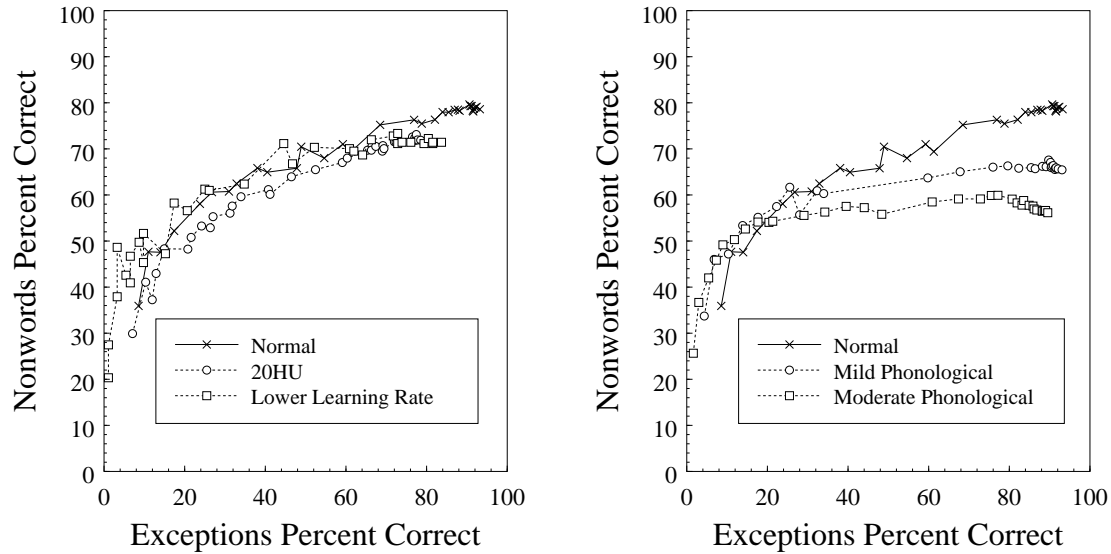 100
90
80
70
60
50
40
30
20
10
0
Nonwords Percent Correct
Normal
20HU
Lower Learning Rate
0 20 40 60 80 100
Exceptions Percent Correct
100
90
80
70
60
50
40
30
20
10
0
Nonwords Percent Correct
Normal
Mild Phonological
Moderate Phonological
0 20 40 60 80 100
Exceptions Percent Correct